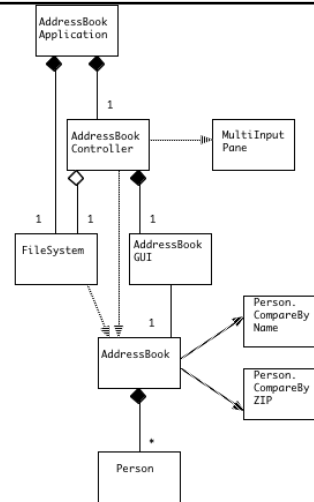 AddressBook
Application
1
AddressBook
Controller
MultiInput
Pane
1
1
1
FileSystem
AddressBook
GUI
1
AddressBook
Person.
CompareBy
Name
Person.
CompareBy
ZIP
*
Person